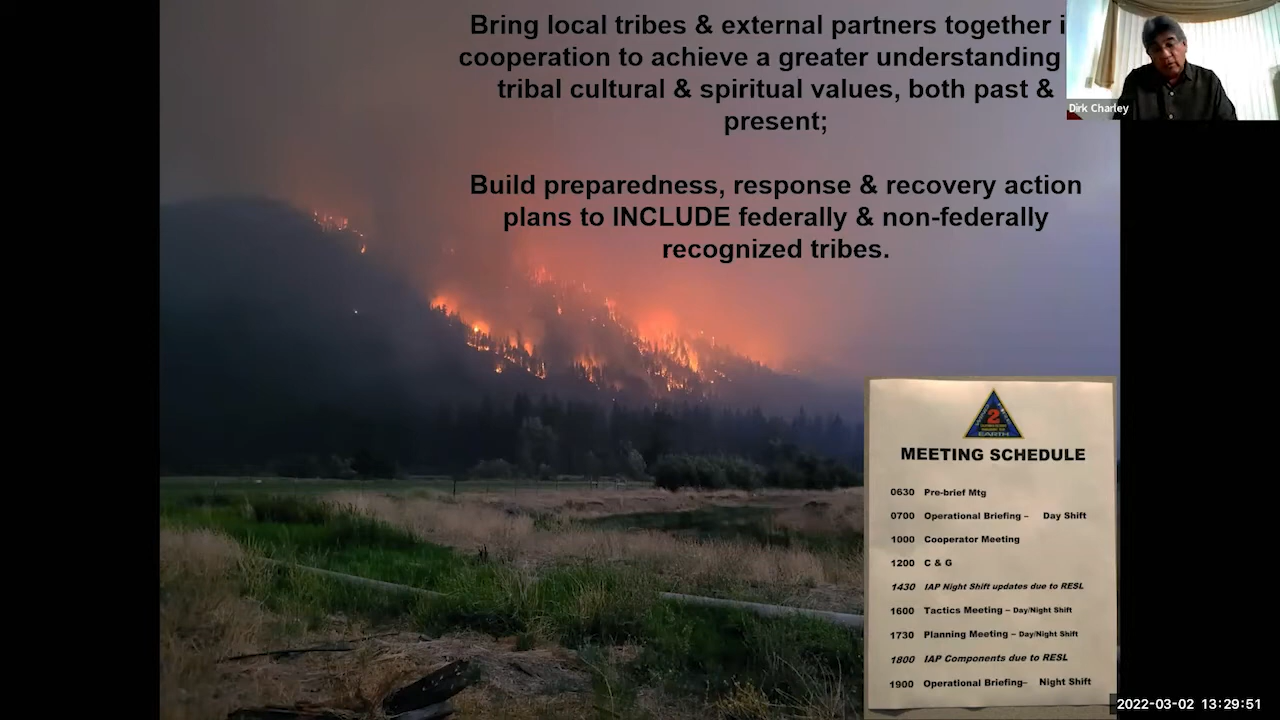 Bring local tribes & external partners together i
cooperation to achieve a greater understanding
tribal cultural & spiritual values, both past &
present;
Build preparedness, response & recovery action
plans to INCLUDE federally & non-federally
recognized tribes.
Dirk Charley
2
EARTH
MEETING SCHEDULE
0630 Pre-brief Mtg
0700 Operational Briefing – Day Shift
1000 Cooperator Meeting
1200 C & G
1430 IAP Night Shift updates due to RESL
1600 Tactics Meeting – Day/Night Shift
1730 Planning Meeting – Day/Night Shift
1800 IAP Components due to RESL
1900 Operational Briefing– Night Shift
2022-03-02 13:29:51